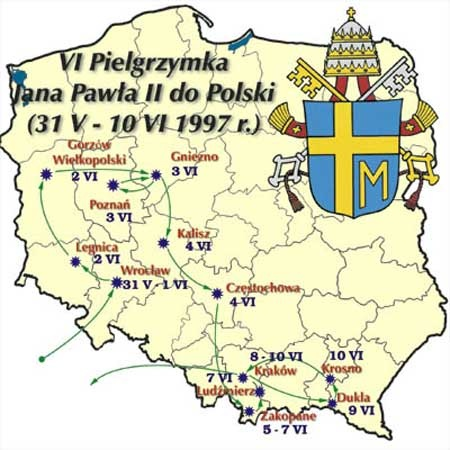 VI Pielgrzymka
Jana Pawła II do Polski
(31 V - 10 VI 1997 r.)
Gorzów
Wielkopolski
2 VI
Gniezno
3 VI
Poznań
3 VI
Kalisz
4 VI
Legnica
2 VI
Wrocław
31 V - 1 VI
Częstochowa
4 VI
8 - 10 VI
Kraków
10 VI
Krosno
7 VI
Ludźmierz
Dukla
9 VI
Zakopane
5 - 7 VI
M